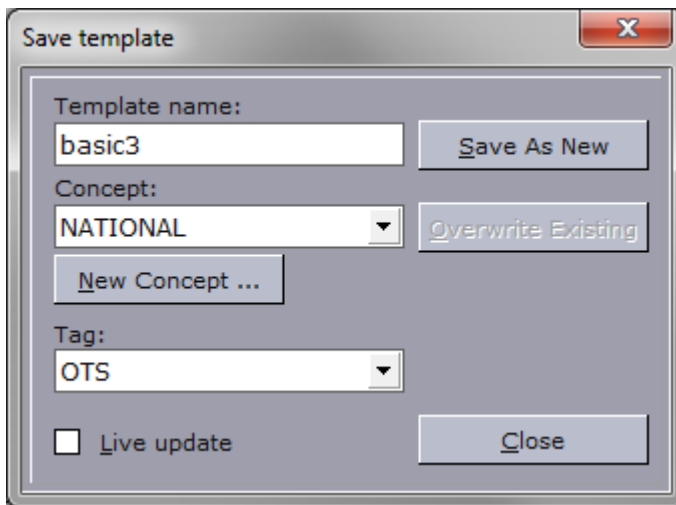 Save template
Template name:
basic3
Save As New
Concept:
NATIONAL
Overwrite Existing
New Concept ...
Tag:
OTS
Live update
Close